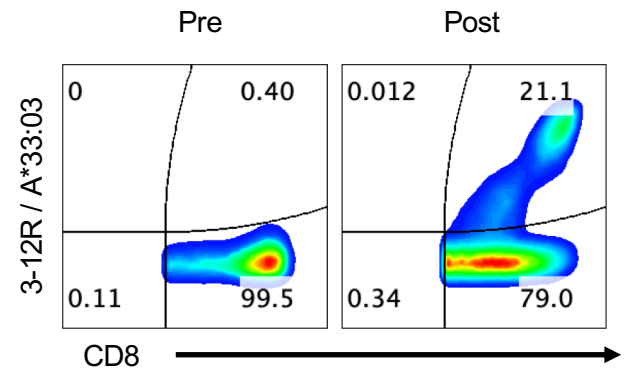 Pre Post
0 0.40 0.012 21.1
3-12R / A*33:03
0.11 99.5 0.34 79.0
CD8